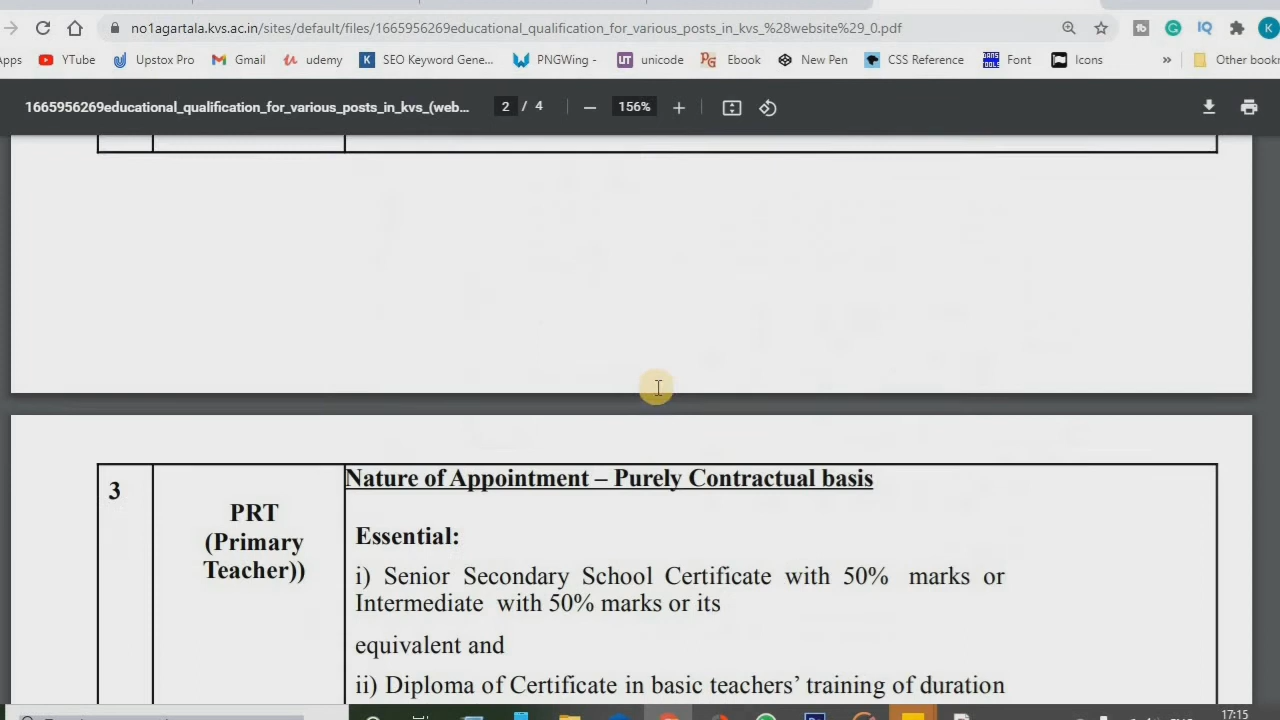 no1agartala.kvs.ac.in/sites/default/files/1665956269educational_qualification_for_various_posts_in_kvs_%28website%29_0.pdf
K
Apps YTube Upstox Pro Gmail udemy SEO Keyword Gene... PNGWing - unicode Ebook New Pen CSS Reference Font Icons » Other book
1665956269educational_qualification_for_various_posts_in_kvs_(web... 2 / 4 156%
3
PRT
(Primary
Teacher))
Nature of Appointment – Purely Contractual basis
Essential:
i) Senior Secondary School Certificate with 50% marks or
Intermediate with 50% marks or its
equivalent and
ii) Diploma of Certificate in basic teachers' training of duration
17:15